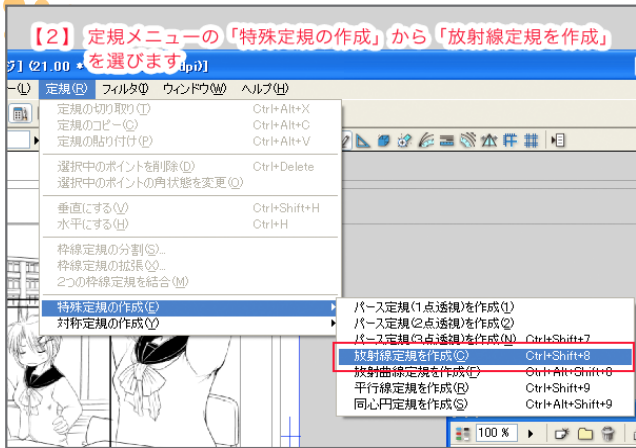 【2】 定規メニューの「特殊定規の作成」から「放射線定規を作成」
を選びます。
ジ] (21.00 * dpi)]
ー(L) 定規(R) フィルタ(I) ウィンドウ(W) ヘルプ(H)
定規の切り取り(T) Ctrl+Alt+X
定規のコピー(C) Ctrl+Alt+C
定規の貼り付け(P) Ctrl+Alt+V
選択中のポイントを削除(D) Ctrl+Delete
選択中のポイントの角状態を変更(O)
垂直にする(V) Ctrl+Shift+H
水平にする(H) Ctrl+H
枠線定規の分割(S)...
枠線定規の拡張(X)...
2つの枠線定規を結合(M)
特殊定規の作成(E)
対称定規の作成(Y)
パース定規(1点透視)を作成(1)
パース定規(2点透視)を作成(2)
パース定規(3点透視)を作成(N) Ctrl+Shift+7
放射線定規を作成(C) Ctrl+Shift+8
放射曲線定規を作成(F) Ctrl+Alt+Shift+8
平行線定規を作成(R) Ctrl+Shift+9
同心円定規を作成(S) Ctrl+Alt+Shift+9
100 %